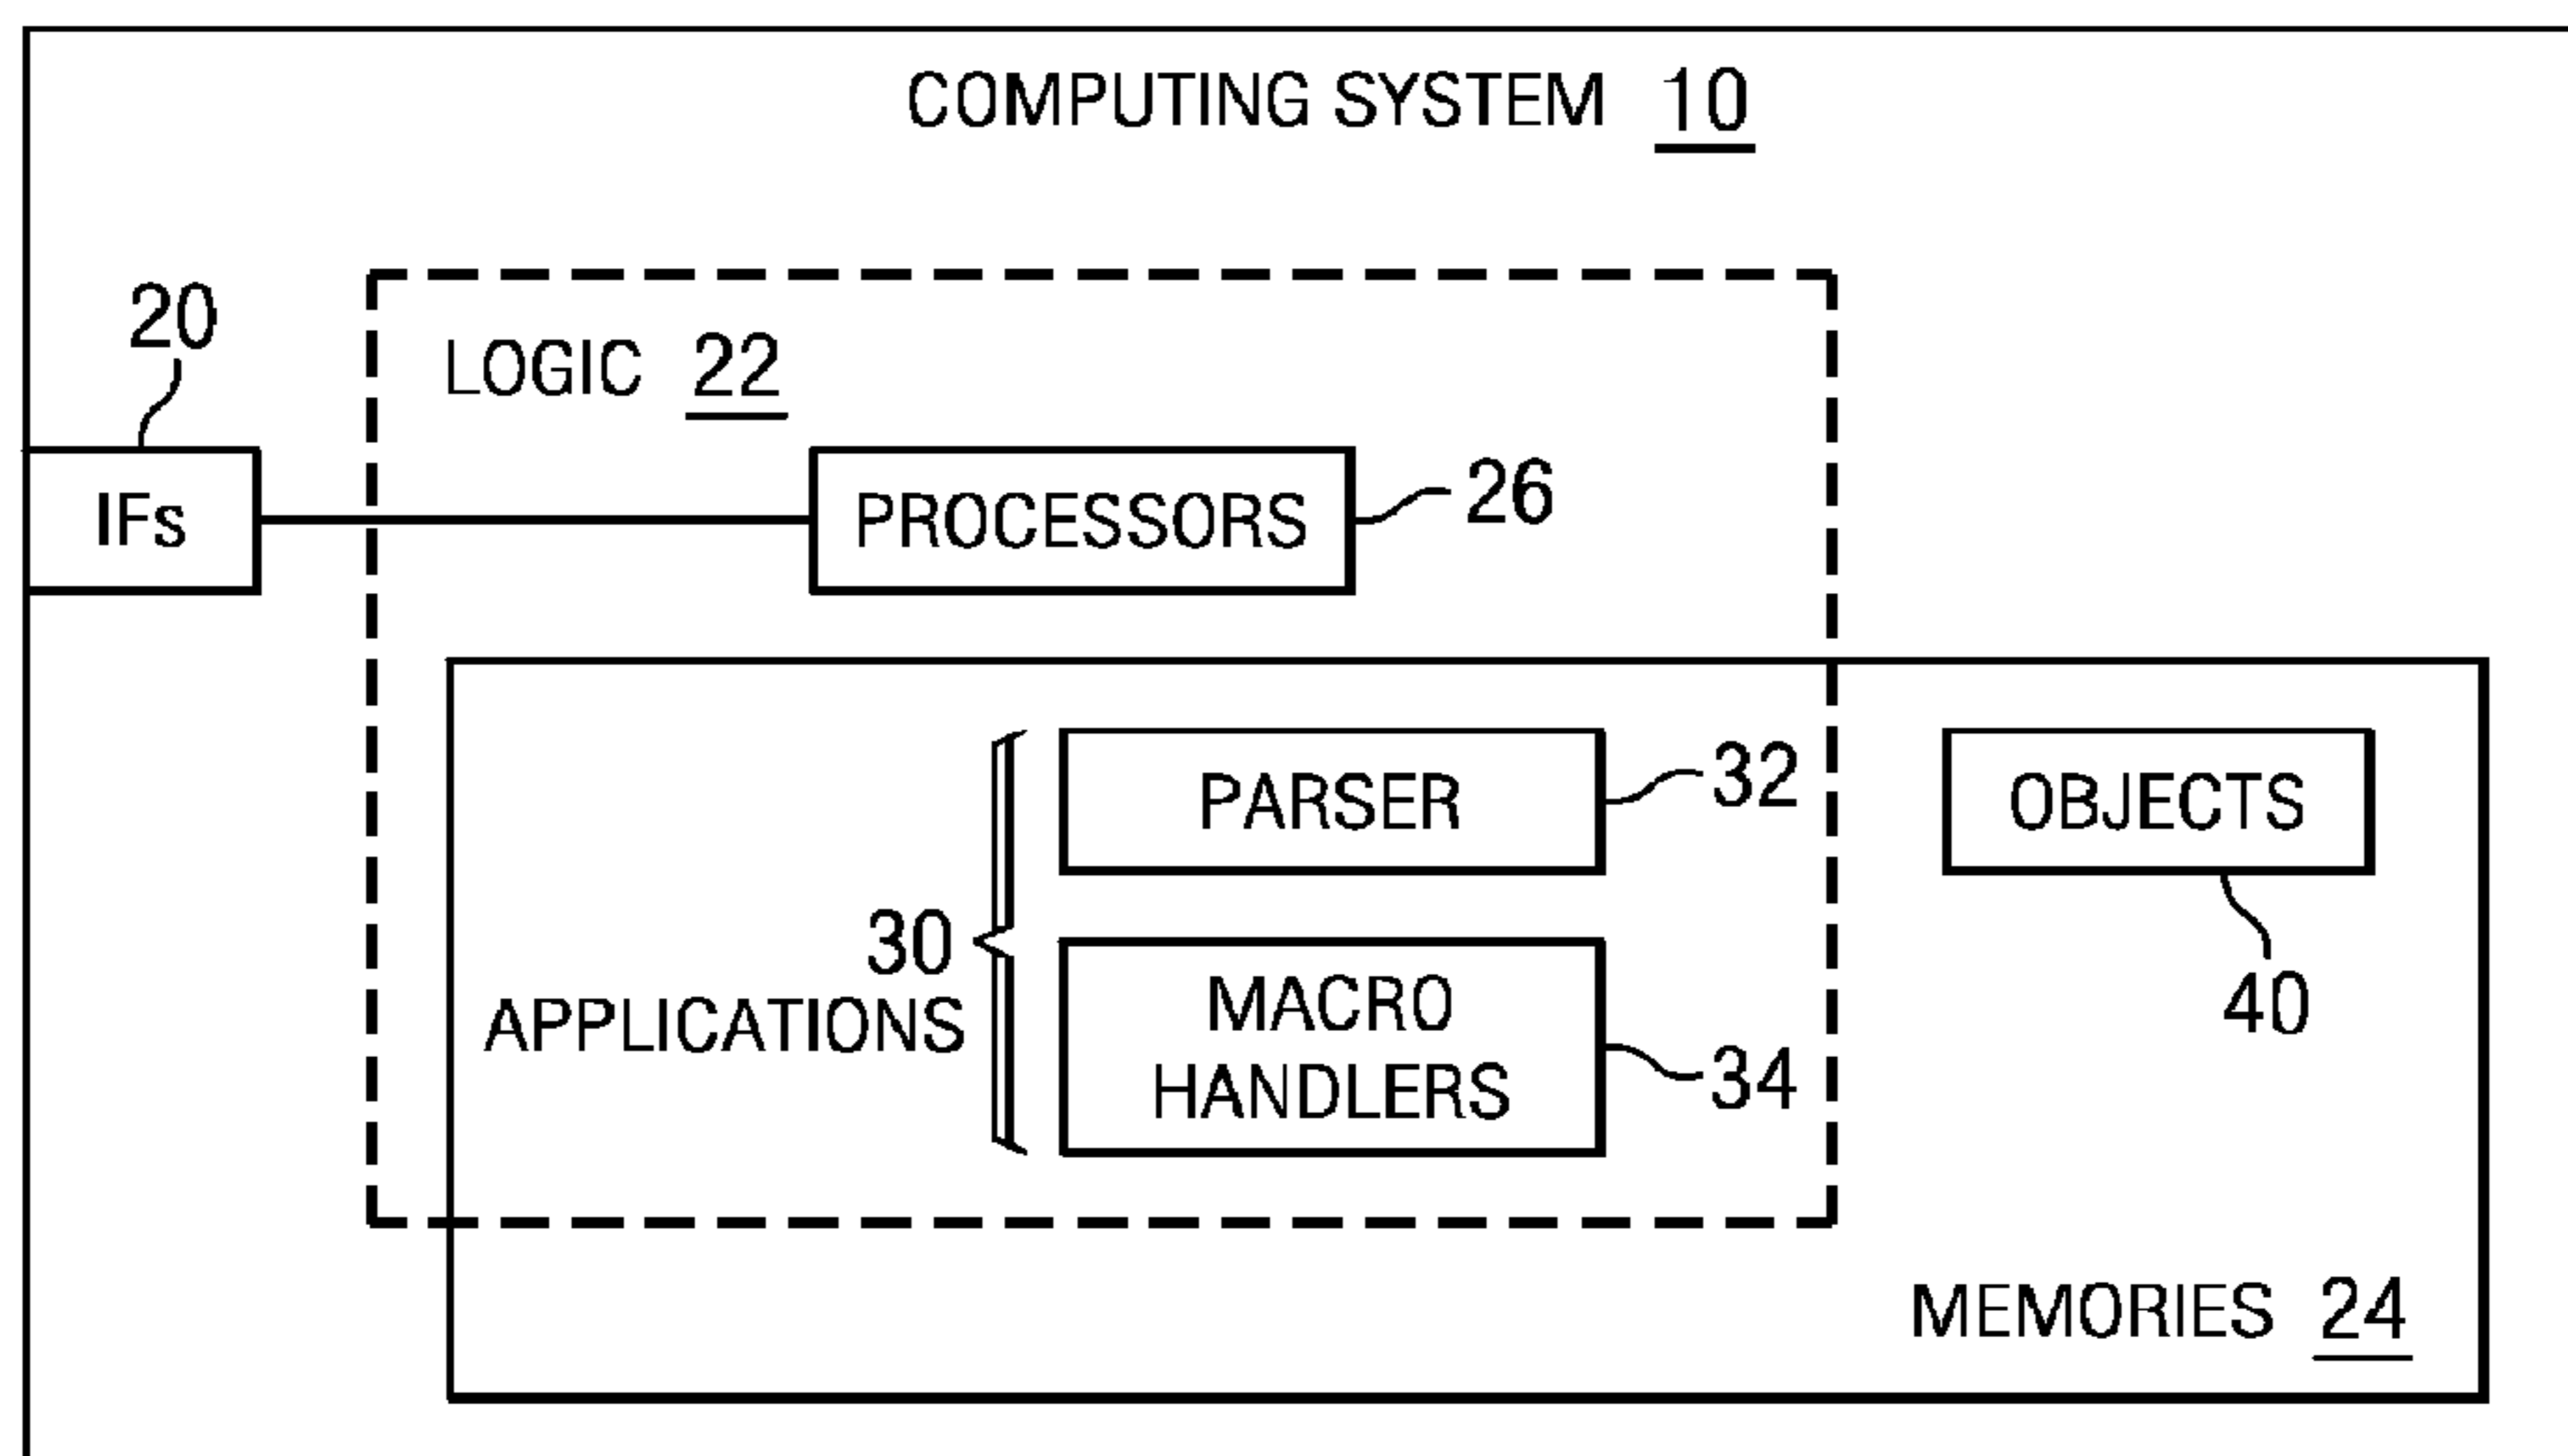 COMPUTING SYSTEM 10
20
LOGIC 22
IFs
PROCESSORS
26
PARSER
32
OBJECTS
30
APPLICATIONS
MACRO
HANDLERS
34
40
MEMORIES 24